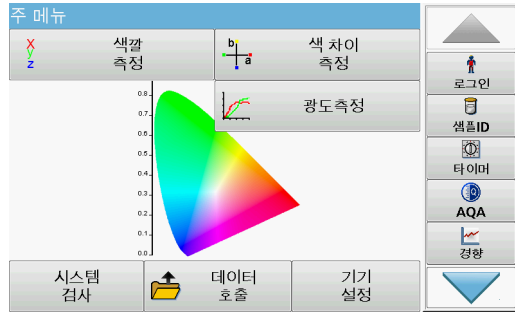 주 메뉴
X
y
z
색깔
측정
b
a
색 차이
측정
광도측정
0.8
0.7
0.6
0.5
0.4
0.3
0.2
0.1
0.0
시스템
검사
데이터
호출
기기
설정
로그인
샘플ID
타이머
AQA
경향